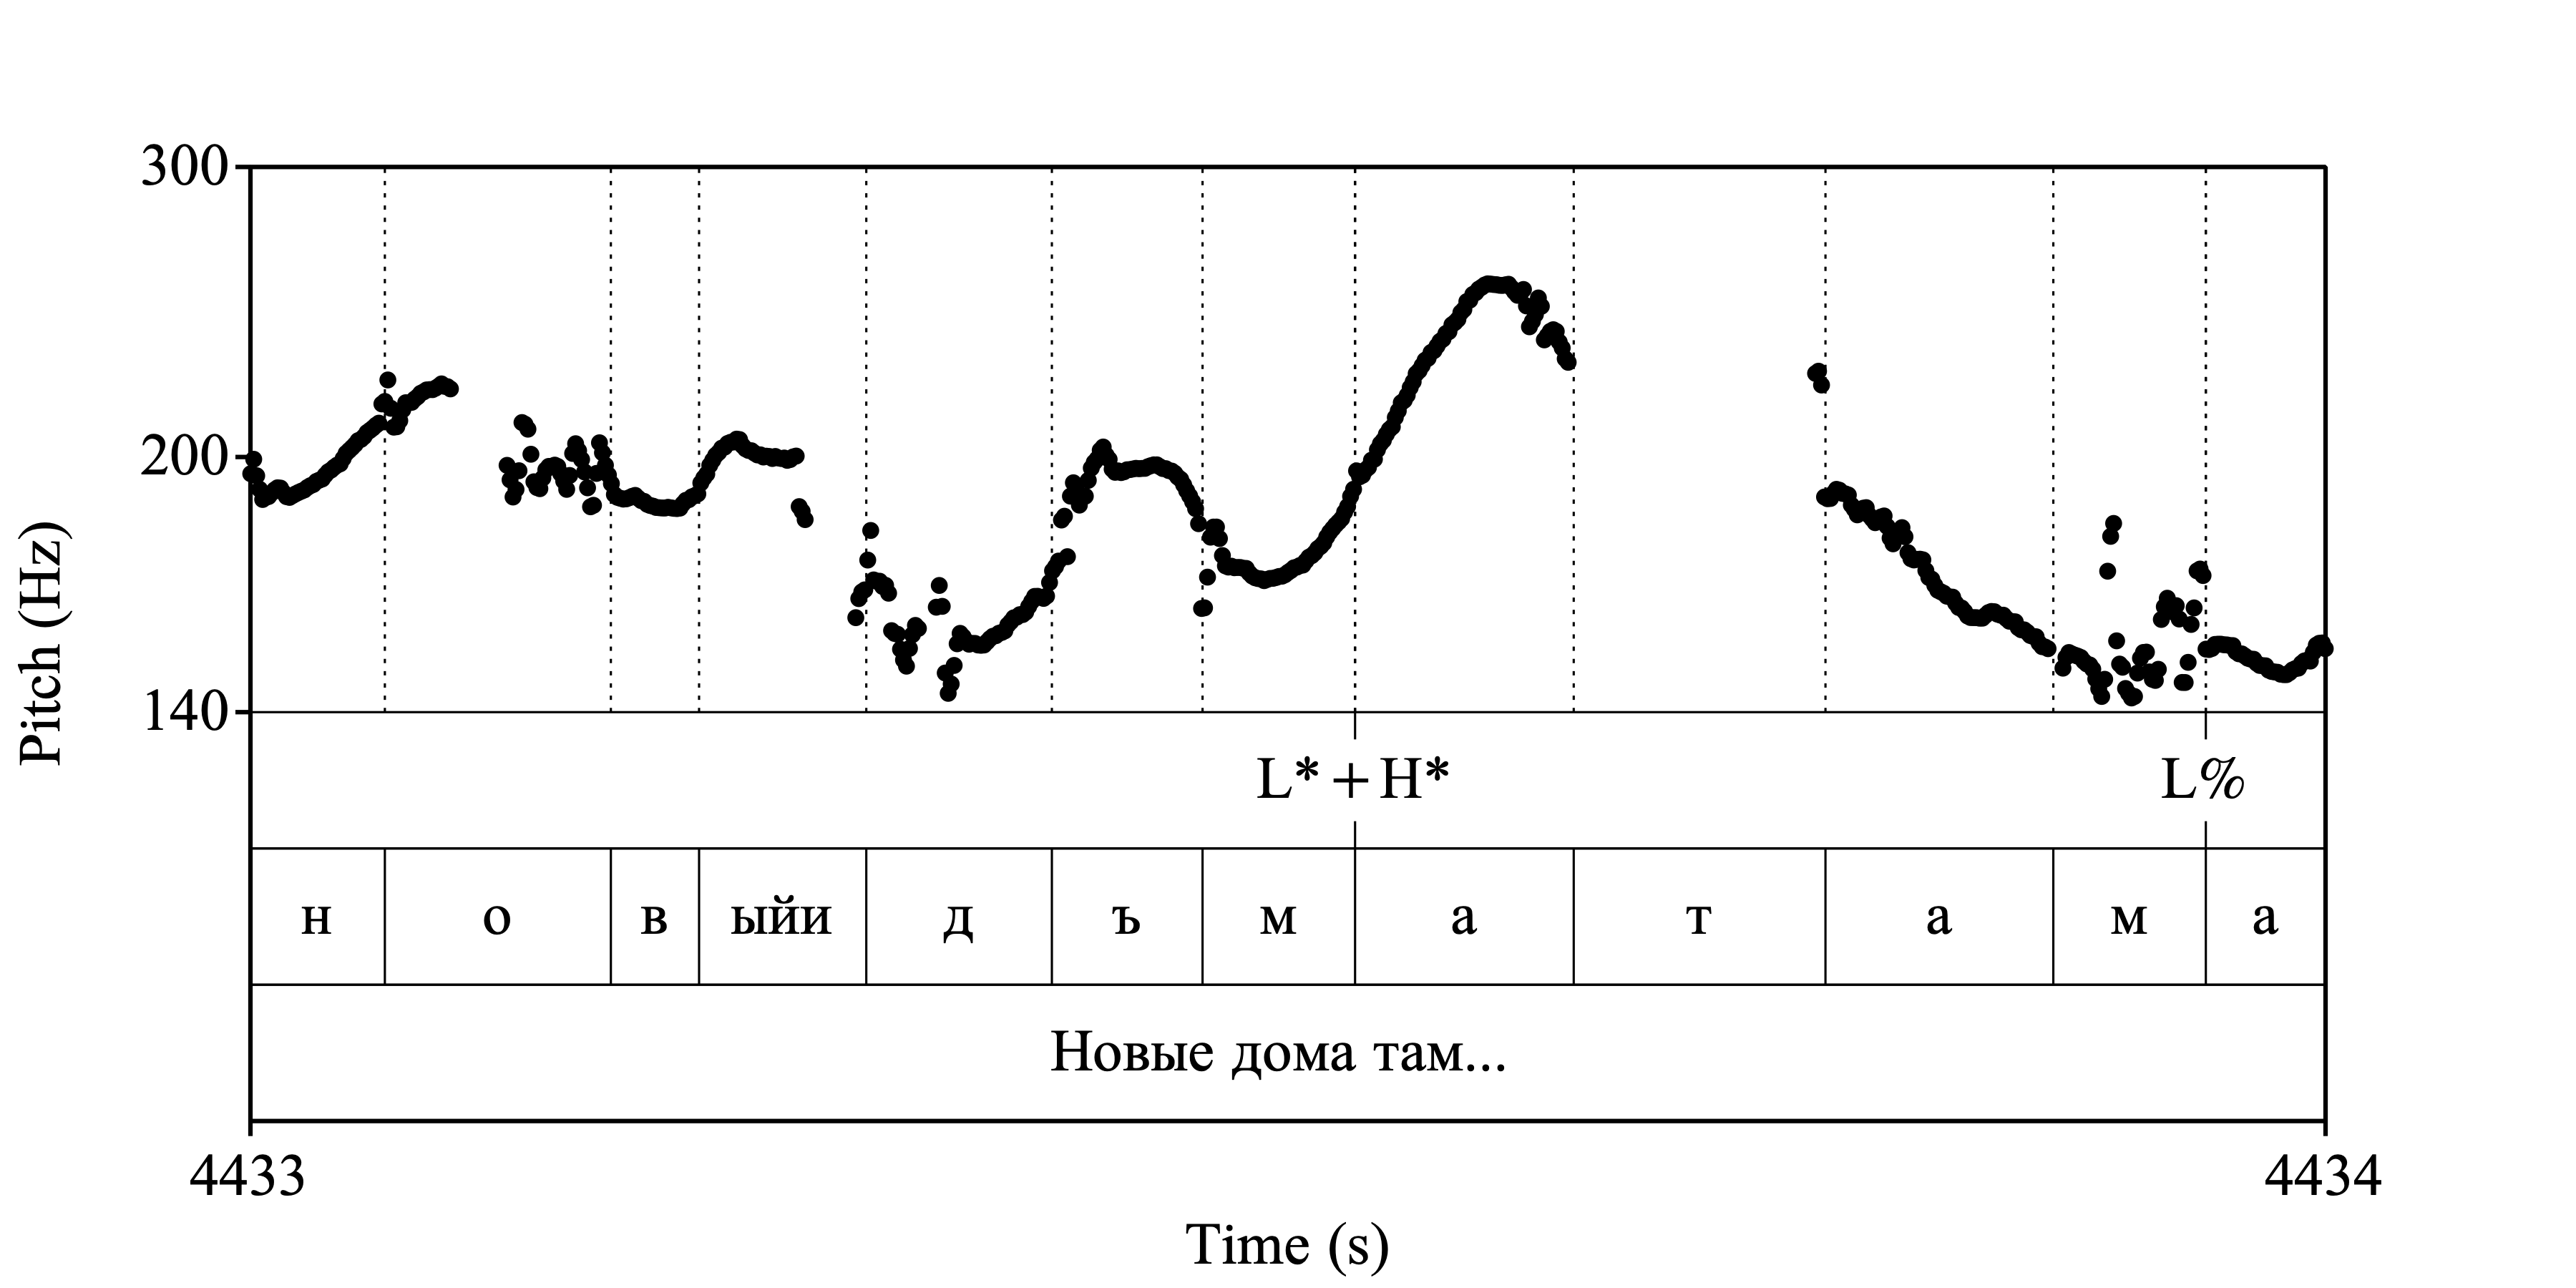 300
200
140
Pitch (Hz)
L* + H* L%
н о в ыйи д ъ м а т а м а
Новые дома там...
4433 4434
Time (s)